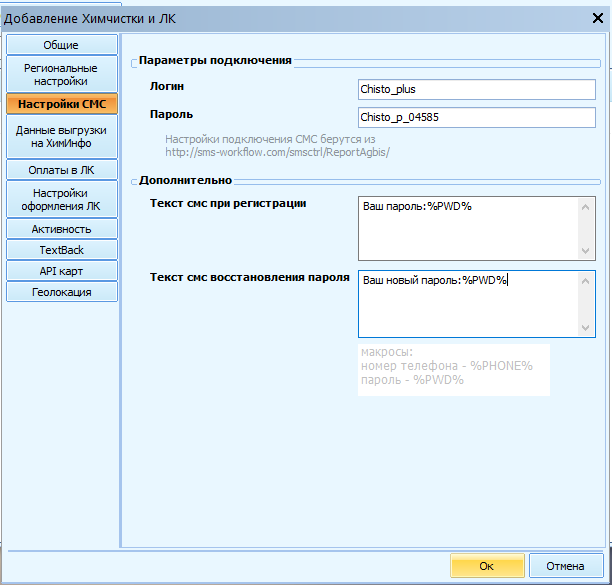 Добавление Химчистки и ЛК
Общие
Региональные
настройки
Настройки СМС
Данные выгрузки
на ХимИнфо
Оплаты в ЛК
Настройки
оформления ЛК
Активность
TextBack
API карт
Геолокация
Параметры подключения
Логин
Chisto_plus
Пароль
Chisto_p_04585
Настройки подключения СМС берутся из
http://sms-workflow.com/smsctrl/ReportAgbis/
Дополнительно
Текст смс при регистрации
Ваш пароль:%PWD%
Текст смс восстановления пароля
Ваш новый пароль:%PWD%
макросы:
номер телефона - %PHONE%
пароль - %PWD%
Ок
Отмена